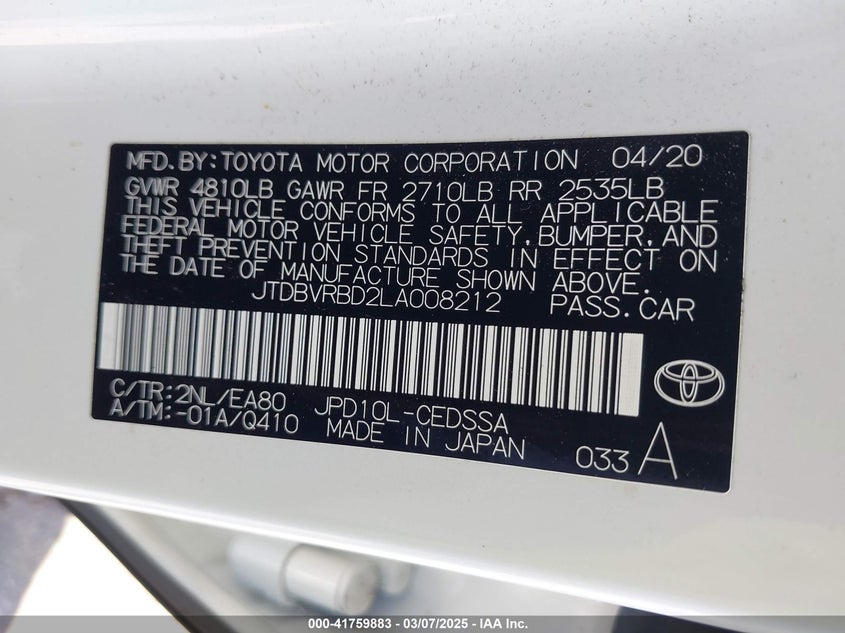 MFD.BY:TOYOTA MOTOR CORPORATION 04/20
GVWR 4810LB GAWR FR 2710LB RR 2535LB
THIS VEHICLE CONFORMS TO ALL APPLICABLE
FEDERAL MOTOR VEHICLE SAFETY,BUMPER,AND
THEFT PREVENTION STANDARDS IN EFFECT ON
THE DATE OF MANUFACTURE SHOWN ABOVE.
JTDBVRBD2LA008212 PASS.CAR
C/TR:2NL/EA80 JPD10L-CEDSSA
A/TM:-01A/Q410 MADE IN JAPAN
033 A
000-41759883 - 03/07/2025 - IAA Inc.